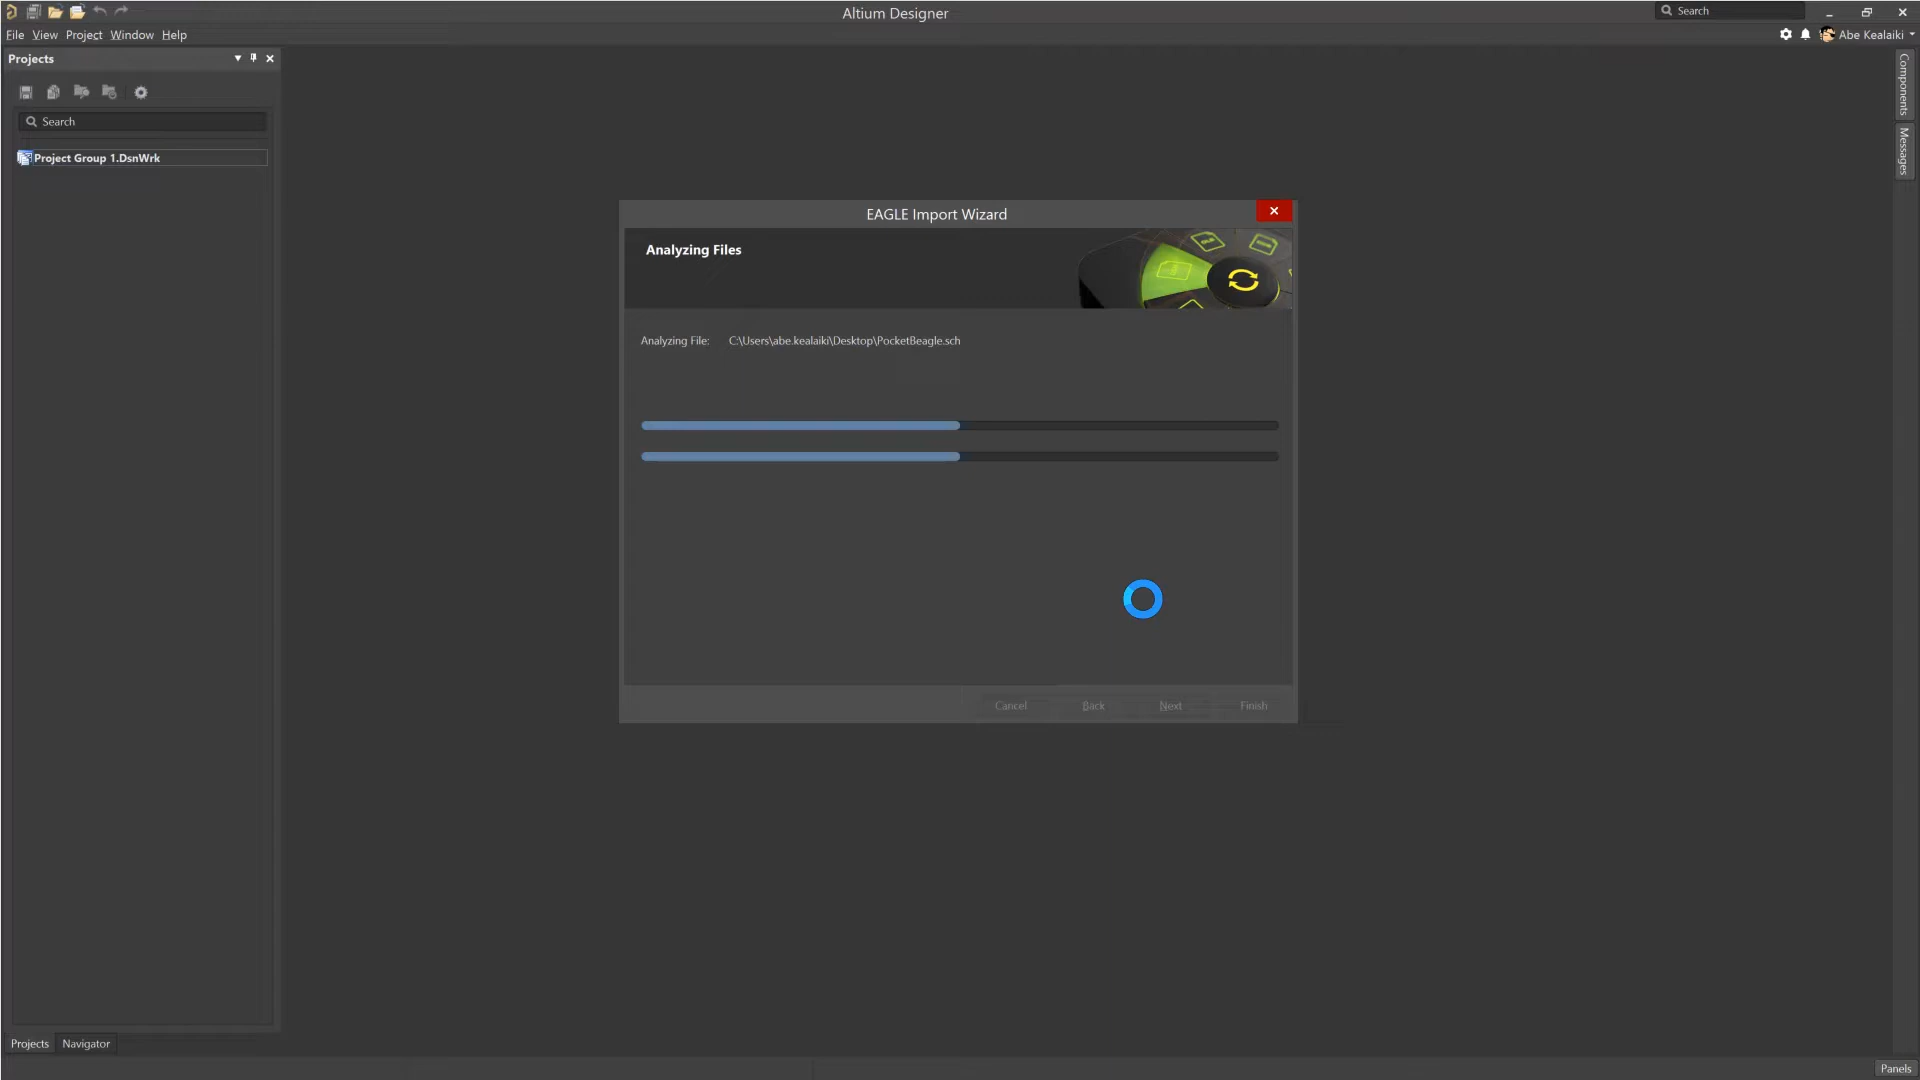 Altium Designer
Search
File View Project Window Help
Abe Kealaiki
Projects
Search
Project Group 1.DsnWrk
Components
Messages
EAGLE Import Wizard
Analyzing Files
Analyzing File: C:\Users\abe.kealaiki\Desktop\PocketBeagle.sch
Cancel Back Next Finish
Projects Navigator
Panels